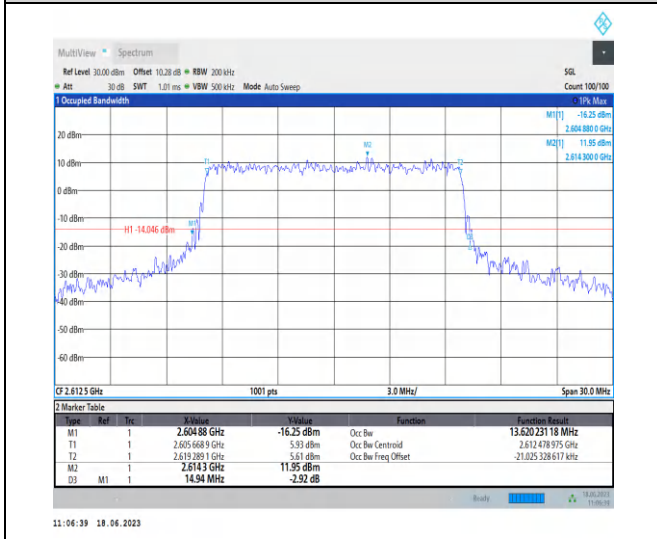 MultiView Spectrum
Ref Level 30.00 dBm Offset 10.28 dB RBW 200 kHz SGL
Att 30 dB SWT 1.01 ms VBW 500 kHz Mode Auto Sweep Count 100/100
1 Occupied Bandwidth 1Pk Max
M1[1] -16.25 dBm
2.604 880 0 GHz
M2[1] 11.95 dBm
2.614 300 0 GHz
20 dBm
M2
T1
T2
10 dBm
0 dBm
-10 dBm
M1
H1 -14.046 dBm
-20 dBm
-30 dBm
-40 dBm
-50 dBm
-60 dBm
CF 2.612 5 GHz 1001 pts 3.0 MHz/ Span 30.0 MHz
2 Marker Table
Type Ref Trc X-Value Y-Value Function Function Result
M1 1 2.604 88 GHz -16.25 dBm Occ Bw 13.620 231 18 MHz
T1 1 2.605 668 9 GHz 5.93 dBm Occ Bw Centroid 2.612 478 975 GHz
T2 1 2.619 289 1 GHz 5.61 dBm Occ Bw Freq Offset -21.025 328 617 kHz
M2 1 2.614 3 GHz 11.95 dBm
D3 M1 1 14.94 MHz -2.92 dB
Ready 18.06.2023
11:06:39 18.06.2023